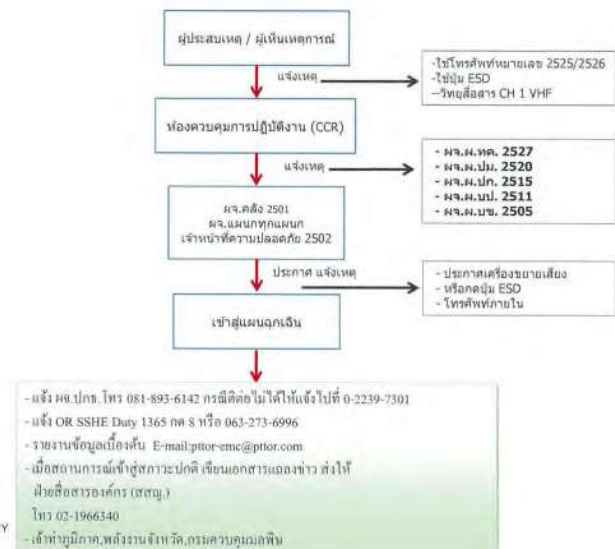 ผู้ประสบเหตุ / ผู้เห็นเหตุการณ์
แจ้งเหตุ
-ใช้โทรศัพท์หมายเลข 2525/2526
-ใช้ปุ่ม ESD
–วิทยุสื่อสาร CH 1 VHF
ห้องควบคุมการปฏิบัติงาน (CCR)
แจ้งเหตุ
- ผจ.ผ.ทค. 2527
- ผจ.ผ.ปม. 2520
- ผจ.ผ.ปก. 2515
- ผจ.ผ.บป. 2511
- ผจ.ผ.บช. 2505
ผจ.คลัง 2501
ผจ.แผนกทุกแผนก
เจ้าหน้าที่ความปลอดภัย 2502
ประกาศ แจ้งเหตุ
- ประกาศเครื่องขยายเสียง
- หรือกดปุ่ม ESD
- โทรศัพท์ภายใน
เข้าสู่แผนฉุกเฉิน
- แจ้ง ผจ.ปภธ. โทร 081-893-6142 กรณีติดต่อไม่ได้ให้แจ้งไปที่ 0-2239-7301
- แจ้ง OR SSHE Duty 1365 กด 8 หรือ 063-273-6996
- รายงานข้อมูลเบื้องต้น E-mail:pttor-emc@pttor.com
- เมื่อสถานการณ์เข้าสู่สภาวะปกติ เขียนเอกสารแถลงข่าว ส่งให้
ฝ่ายสื่อสารองค์กร (สสญ.)
โทร 02-1966340
- เจ้าท่าภูมิภาค,พลังงานจังหวัด,กรมควบคุมมลพิษ